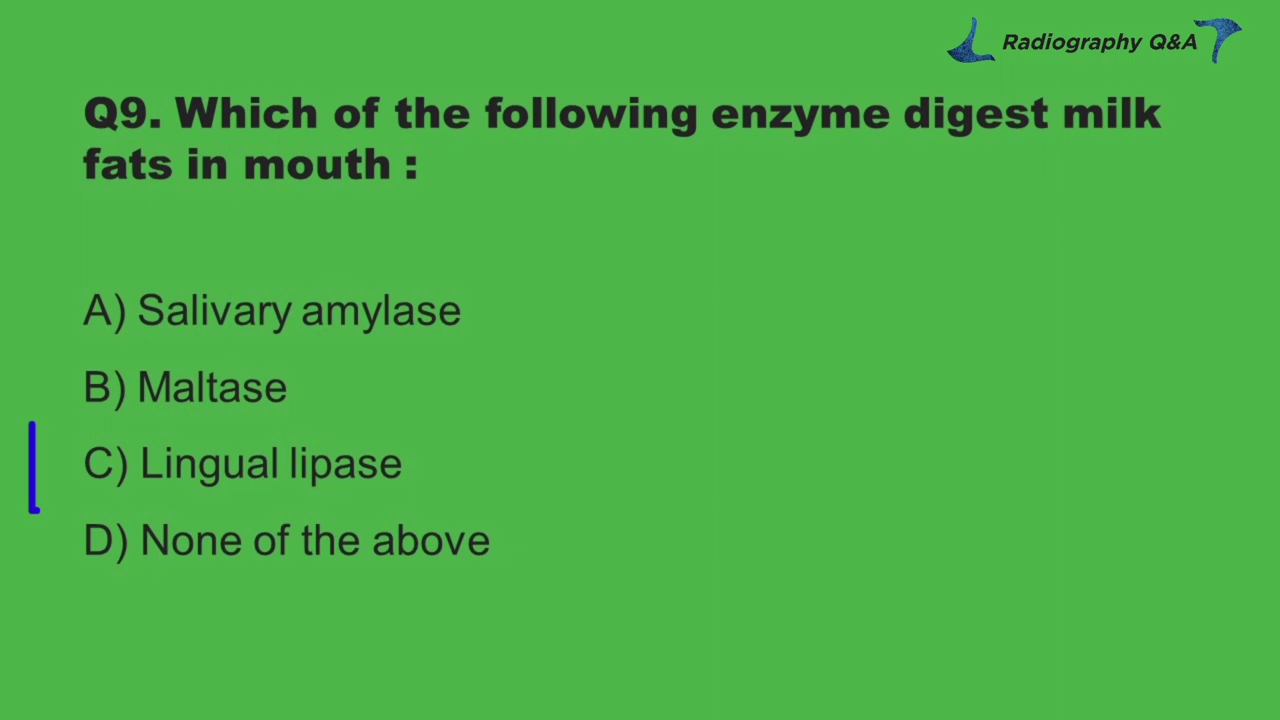 Radiography Q&A
Q9. Which of the following enzyme digest milk
fats in mouth :
A) Salivary amylase
B) Maltase
C) Lingual lipase
D) None of the above